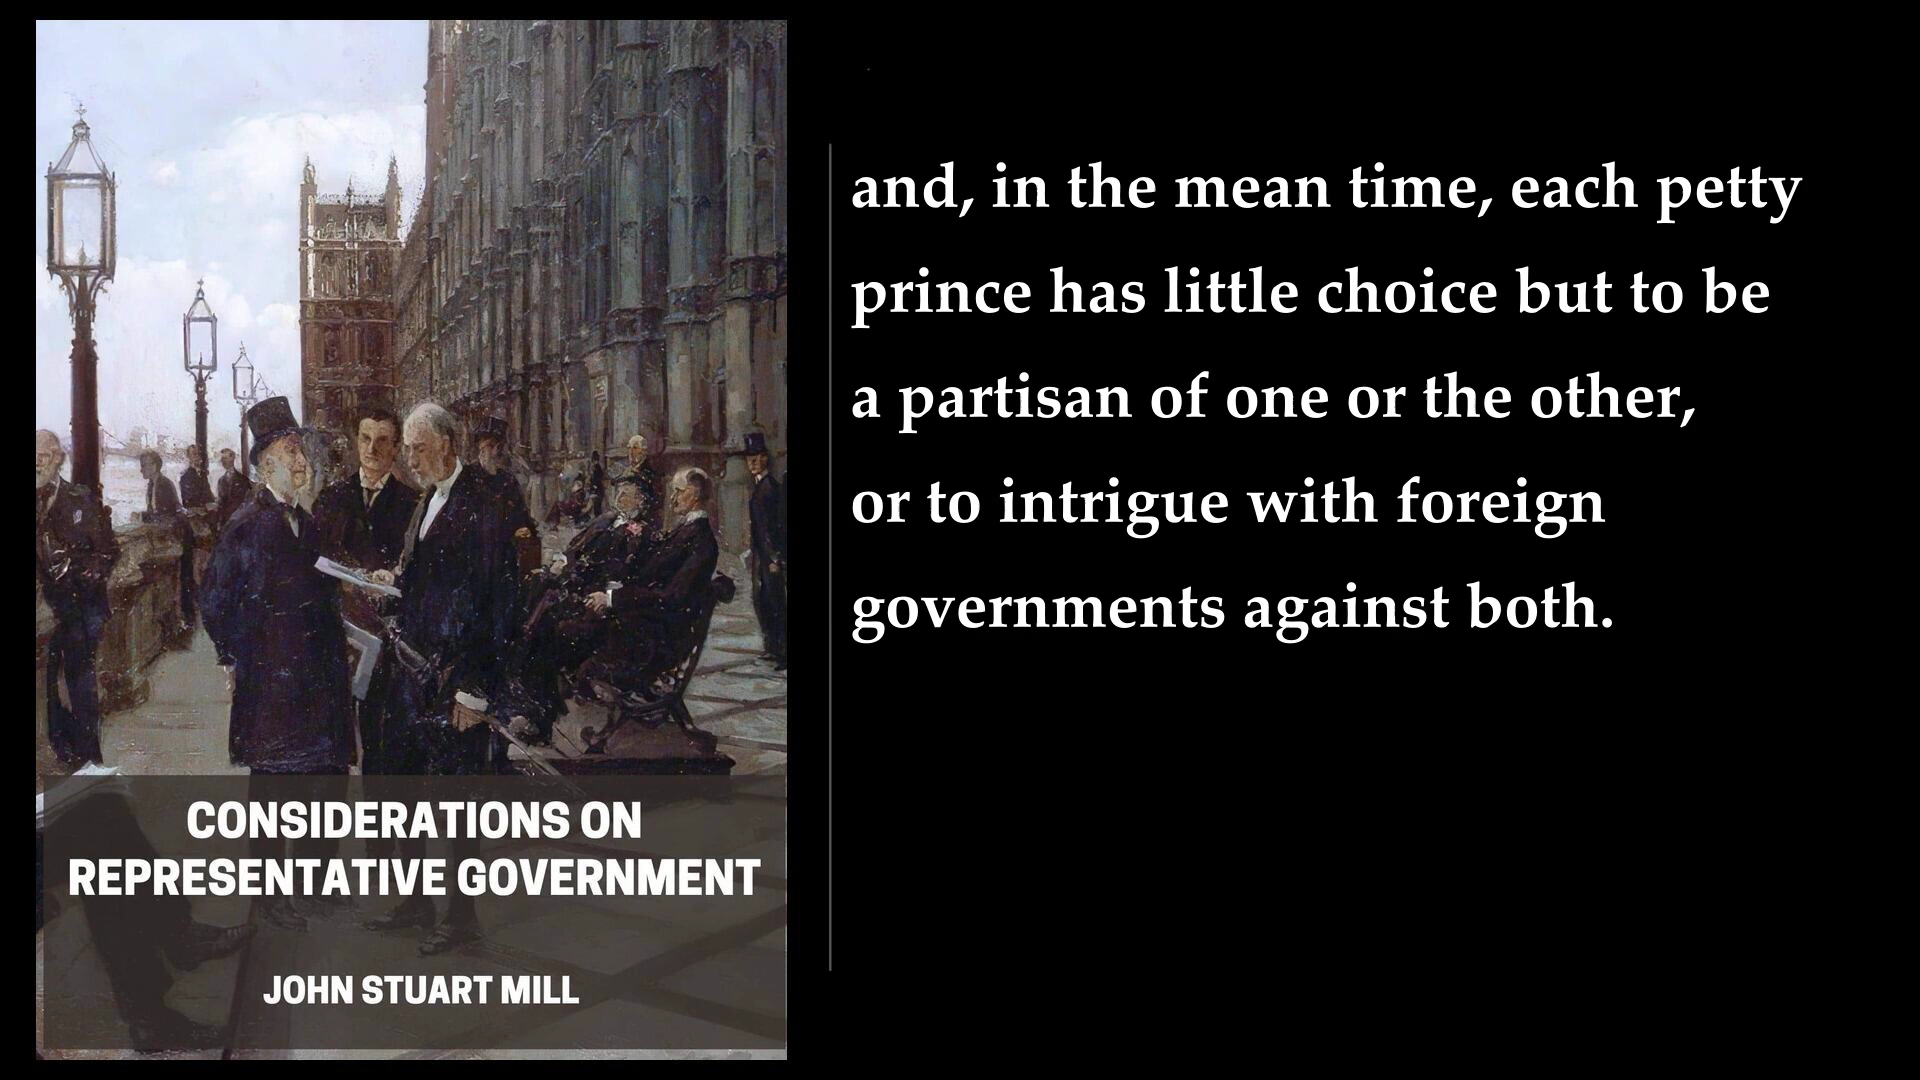 and, in the mean time, each petty
prince has little choice but to be
a partisan of one or the other,
or to intrigue with foreign
governments against both.
CONSIDERATIONS ON
REPRESENTATIVE GOVERNMENT
JOHN STUART MILL